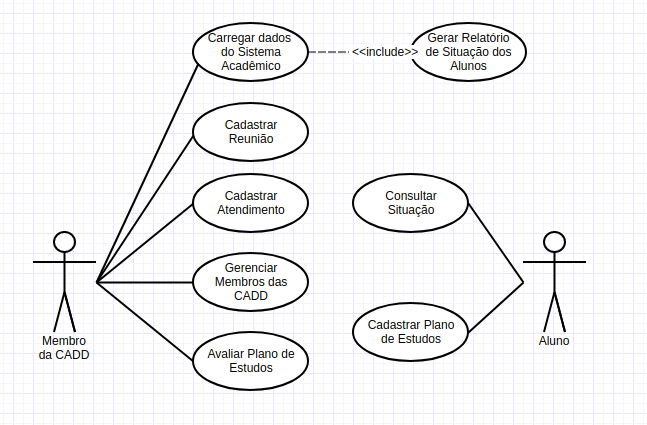 Carregar dados
do Sistema
Acadêmico
<<include>>
Gerar Relatório
de Situação dos
Alunos
Cadastrar
Reunião
Cadastrar
Atendimento
Consultar
Situação
Gerenciar
Membros das
CADD
Avaliar Plano de
Estudos
Cadastrar Plano
de Estudos
Membro
da CADD
Aluno